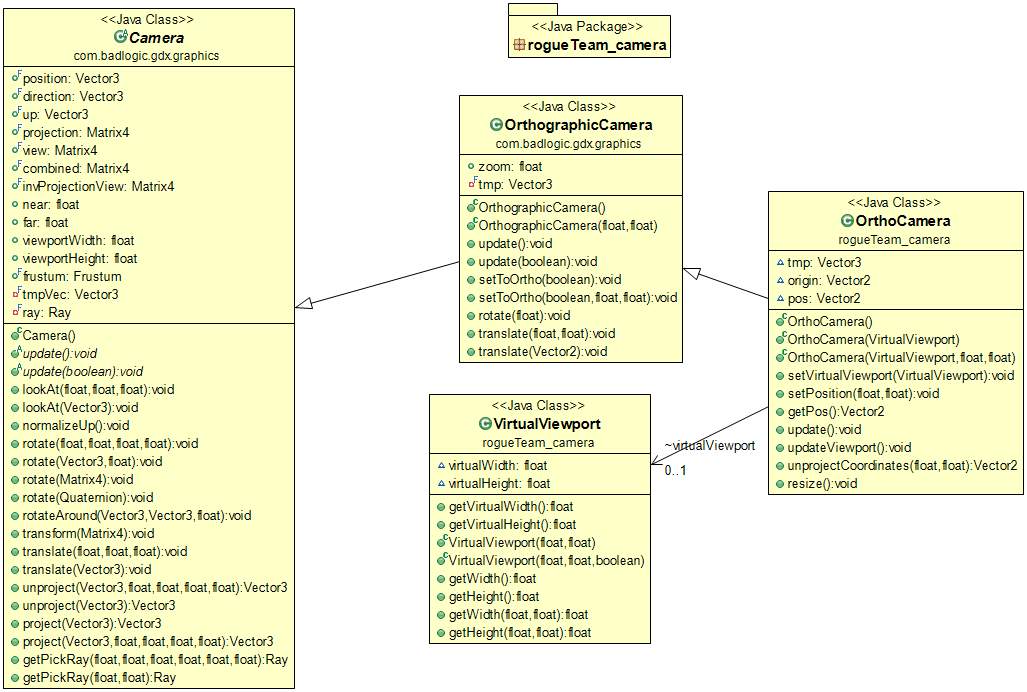 <<Java Class>>
Camera
com.badlogic.gdx.graphics
position: Vector3
direction: Vector3
up: Vector3
projection: Matrix4
view: Matrix4
combined: Matrix4
invProjectionView: Matrix4
near: float
far: float
viewportWidth: float
viewportHeight: float
frustum: Frustum
tmpVec: Vector3
ray: Ray
Camera()
update():void
update(boolean):void
lookAt(float,float,float):void
lookAt(Vector3):void
normalizeUp():void
rotate(float,float,float,float):void
rotate(Vector3,float):void
rotate(Matrix4):void
rotate(Quaternion):void
rotateAround(Vector3,Vector3,float):void
transform(Matrix4):void
translate(float,float,float):void
translate(Vector3):void
unproject(Vector3,float,float,float,float):Vector3
unproject(Vector3):Vector3
project(Vector3):Vector3
project(Vector3,float,float,float,float):Vector3
getPickRay(float,float,float,float,float,float):Ray
getPickRay(float,float):Ray
<<Java Package>>
rogueTeam_camera
<<Java Class>>
OrthographicCamera
com.badlogic.gdx.graphics
zoom: float
tmp: Vector3
OrthographicCamera()
OrthographicCamera(float,float)
update():void
update(boolean):void
setToOrtho(boolean):void
setToOrtho(boolean,float,float):void
rotate(float):void
translate(float,float):void
translate(Vector2):void
<<Java Class>>
VirtualViewport
rogueTeam_camera
virtualWidth: float
virtualHeight: float
getVirtualWidth():float
getVirtualHeight():float
VirtualViewport(float,float)
VirtualViewport(float,float,boolean)
getWidth():float
getHeight():float
getWidth(float,float):float
getHeight(float,float):float
~virtualViewport
0..1
<<Java Class>>
OrthoCamera
rogueTeam_camera
tmp: Vector3
origin: Vector2
pos: Vector2
OrthoCamera()
OrthoCamera(VirtualViewport)
OrthoCamera(VirtualViewport,float,float)
setVirtualViewport(VirtualViewport):void
setPosition(float,float):void
getPos():Vector2
update():void
updateViewport():void
unprojectCoordinates(float,float):Vector2
resize():void